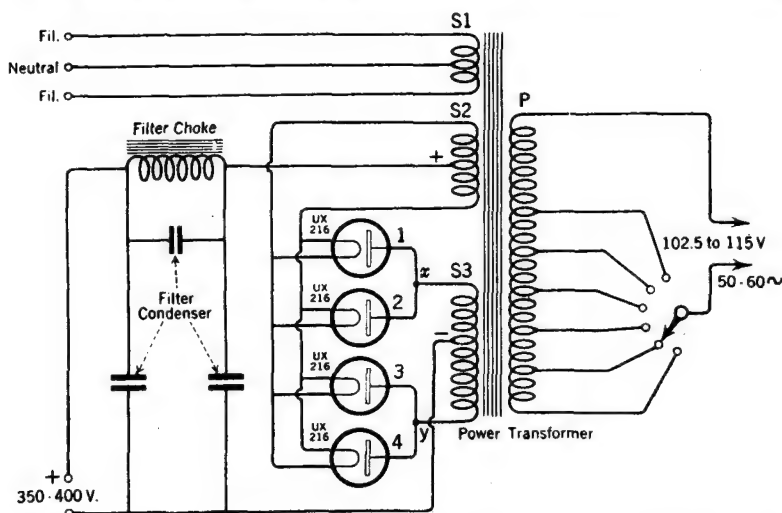 Fil.
S1
Neutral
Fil.
P
S2
Filter Choke
+
UX
216
1
102.5 to 115 V
x
S3
50-60~
UX
216
2
Filter
Condenser
−
UX
216
3
y
Power Transformer
UX
216
4
+
350-400 V.